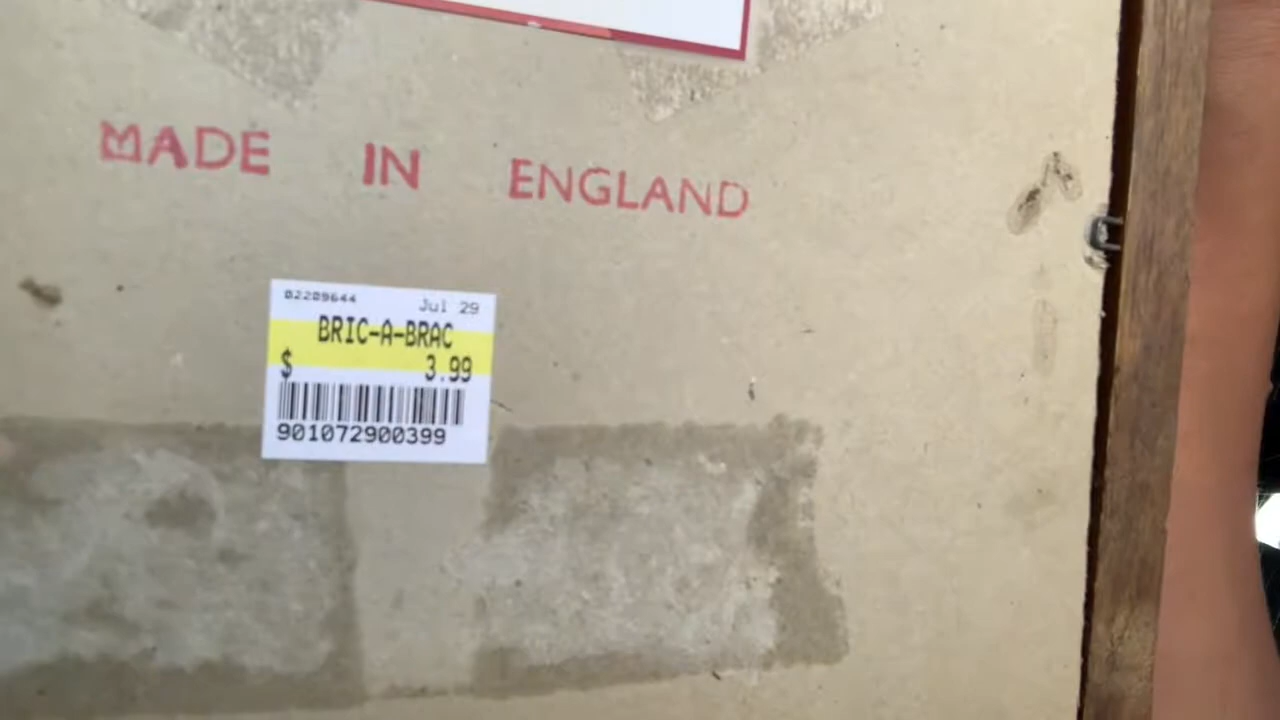 MADE IN ENGLAND
02209644 Jul 29
BRIC-A-BRAC
$ 3.99
901072900399